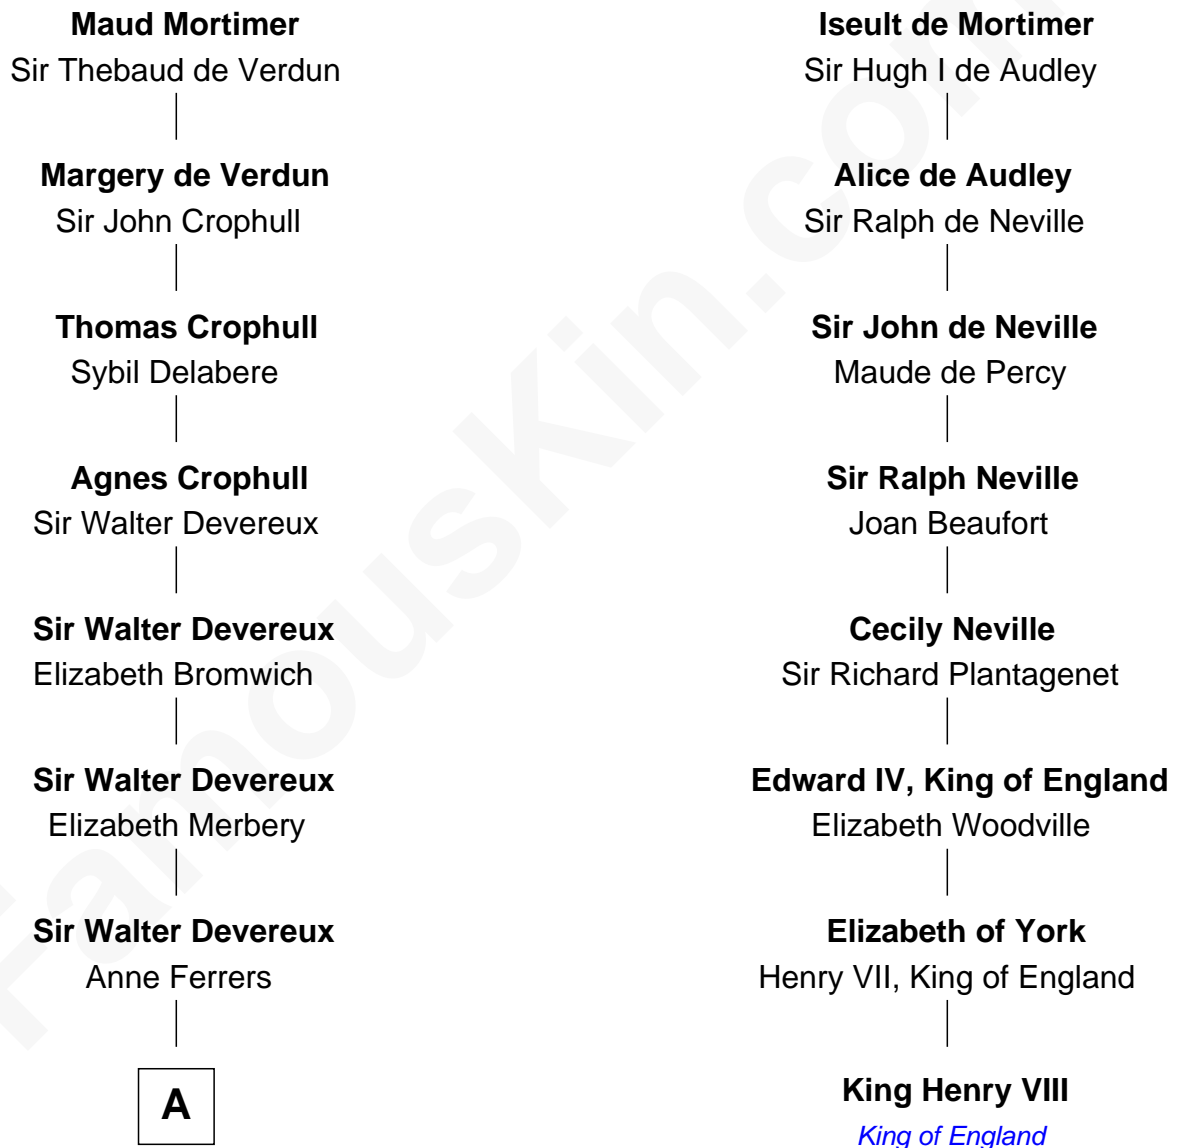 Maud Mortimer
Sir Thebaud de Verdun
Margery de Verdun
Sir John Crophull
Thomas Crophull
Sybil Delabere
Agnes Crophull
Sir Walter Devereux
Sir Walter Devereux
Elizabeth Bromwich
Sir Walter Devereux
Elizabeth Merbery
Sir Walter Devereux
Anne Ferrers
A
Iseult de Mortimer
Sir Hugh I de Audley
Alice de Audley
Sir Ralph de Neville
Sir John de Neville
Maude de Percy
Sir Ralph Neville
Joan Beaufort
Cecily Neville
Sir Richard Plantagenet
Edward IV, King of England
Elizabeth Woodville
Elizabeth of York
Henry VII, King of England
King Henry VIII
King of England
FamousKin.com